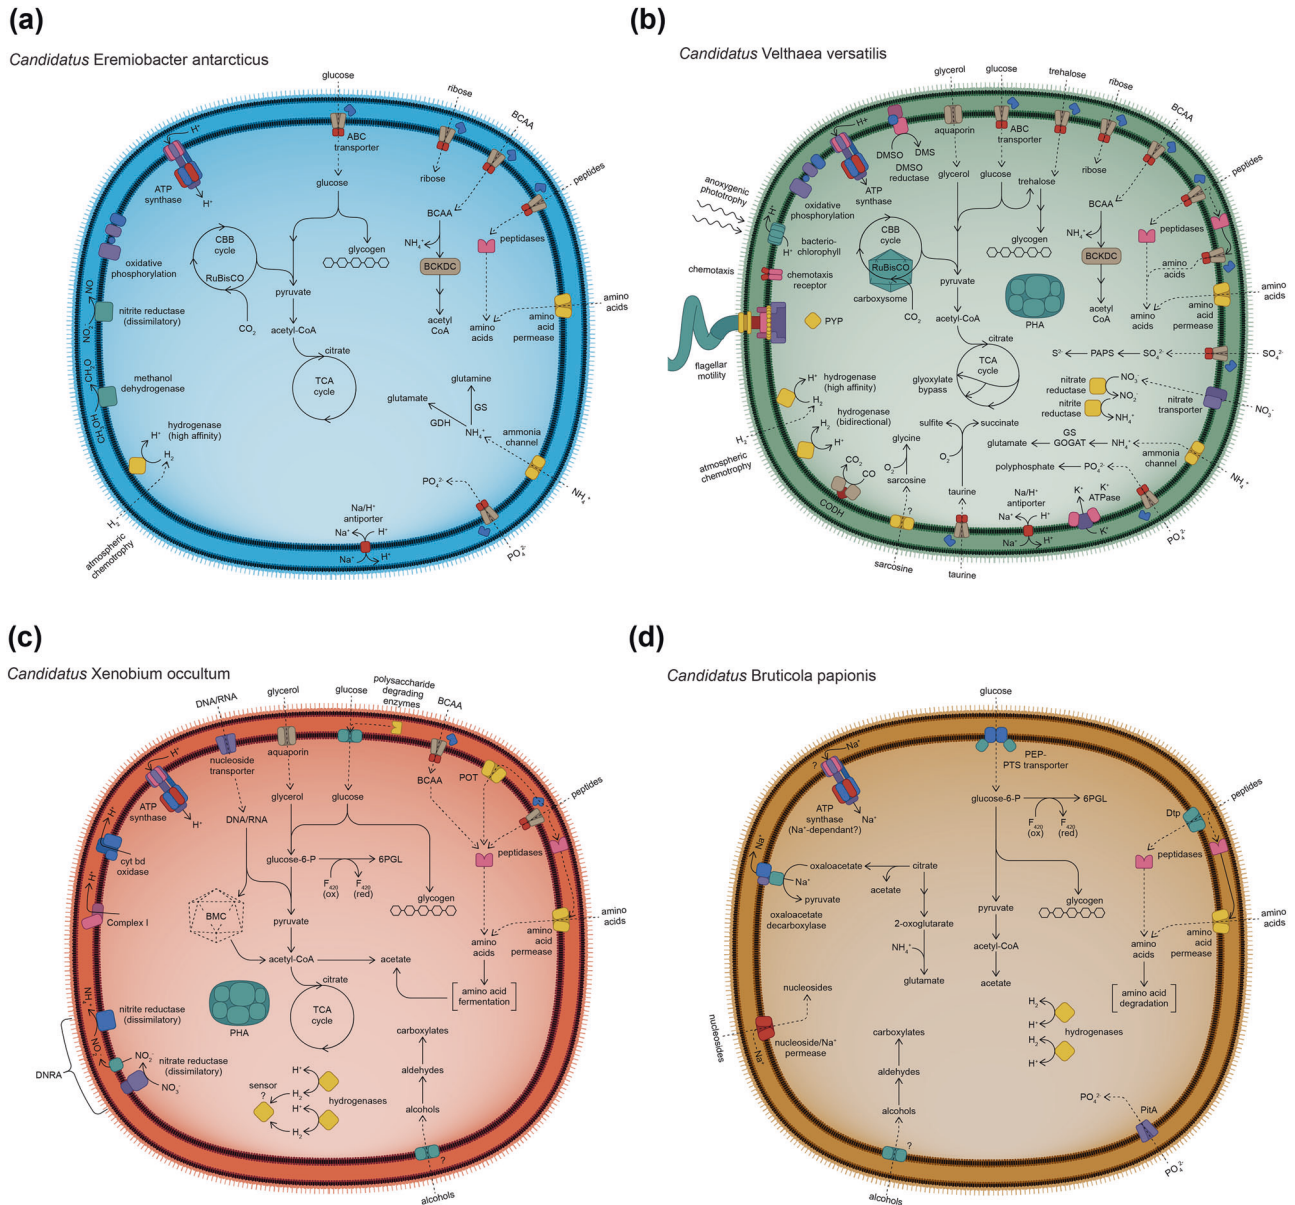 (a)
Candidatus Eremiobacter antarcticus
glucose
ribose
BCAA
peptides
H⁺
ATP
synthase
H⁺
ABC
transporter
glucose
ribose
BCAA
NH₄⁺
BCKDC
acetyl
CoA
peptidases
amino
acids
amino
acids
amino
acid
permease
oxidative
phosphorylation
CBB
cycle
RuBisCO
CO₂
glycogen
pyruvate
acetyl-CoA
citrate
TCA
cycle
NO
NO₂⁻
nitrite reductase
(dissimilatory)
CH₂O
CH₃OH
methanol
dehydrogenase
hydrogenase
(high affinity)
H⁺
H₂
H₂
atmospheric
chemotrophy
glutamine
glutamate
GS
GDH
NH₄⁺
ammonia
channel
NH₄⁺
PO₄²⁻
PO₄²⁻
Na/H⁺
antiporter
Na⁺
H⁺
Na⁺
H⁺
(b)
Candidatus Velthaea versatilis
glycerol
glucose
trehalose
ribose
BCAA
peptides
H+
ATP
synthase
H⁺
DMSO
DMS
DMSO
reductase
aquaporin
ABC
transporter
glycerol
glucose
trehalose
ribose
BCAA
NH₄⁺
BCKDC
acetyl
CoA
peptidases
amino
acids
amino
acids
amino
acids
amino
acid
permease
anoxygenic
phototrophy
oxidative
phosphorylation
H⁺
H⁺
bacterio-
chlorophyll
chemotaxis
chemotaxis
receptor
flagellar
motility
PYP
CBB
cycle
RuBisCO
carboxysome
CO₂
glycogen
PHA
pyruvate
acetyl-CoA
citrate
TCA
cycle
glyoxylate
bypass
S²⁻
PAPS
SO₄²⁻
SO₄²⁻
nitrate
reductase
NO₃⁻
NO₂⁻
nitrite
reductase
NH₄⁺
nitrate
transporter
NO₃⁻
hydrogenase
(high affinity)
H⁺
H₂
H₂
hydrogenase
(bidirectional)
H₂
H⁺
atmospheric
chemotrophy
CO₂
CO
CODH
glycine
O₂
sarcosine
?
sarcosine
sulfite
succinate
O₂
taurine
taurine
GS
glutamate
GOGAT
NH₄⁺
ammonia
channel
NH₄⁺
polyphosphate
PO₄²⁻
PO₄²⁻
Na/H⁺
antiporter
Na⁺
H⁺
Na⁺
H⁺
K⁺
K⁺
ATPase
K⁺
(c)
Candidatus Xenobium occultum
DNA/RNA
glycerol
glucose
polysaccharide
degrading
enzymes
BCAA
peptides
H⁺
ATP
synthase
H⁺
nucleoside
transporter
aquaporin
BCAA
POT
DNA/RNA
glycerol
glucose
H⁺
cyt bd
oxidase
H⁺
Complex I
glucose-6-P
6PGL
F₄₂₀
(ox)
F₄₂₀
(red)
peptidases
BMC
glycogen
pyruvate
acetyl-CoA
acetate
citrate
TCA
cycle
PHA
amino
acids
amino
acids
amino
acid
permease
amino acid
fermentation
NH₄⁺
nitrite reductase
(dissimilatory)
NO₂⁻
NO₂⁻
NO₃⁻
nitrate reductase
(dissimilatory)
DNRA
sensor
?
H⁺
H₂
H⁺
H₂
hydrogenases
carboxylates
aldehydes
alcohols
?
alcohols
(d)
Candidatus Bruticola papionis
glucose
peptides
?
Na⁺
ATP
synthase
(Na⁺-dependant?)
Na⁺
PEP-
PTS transporter
glucose-6-P
6PGL
F₄₂₀
(ox)
F₄₂₀
(red)
Dtp
peptidases
Na⁺
Na⁺
pyruvate
oxaloacetate
decarboxylase
oxaloacetate
citrate
acetate
2-oxoglutarate
NH₄⁺
glutamate
pyruvate
acetyl-CoA
acetate
glycogen
amino
acids
amino
acids
amino
acid
permease
amino acid
degradation
nucleosides
nucleosides
Na⁺
nucleoside/Na⁺
permease
H₂
H⁺
H₂
H⁺
hydrogenases
carboxylates
aldehydes
alcohols
?
alcohols
PO₄²⁻
PitA
PO₄²⁻